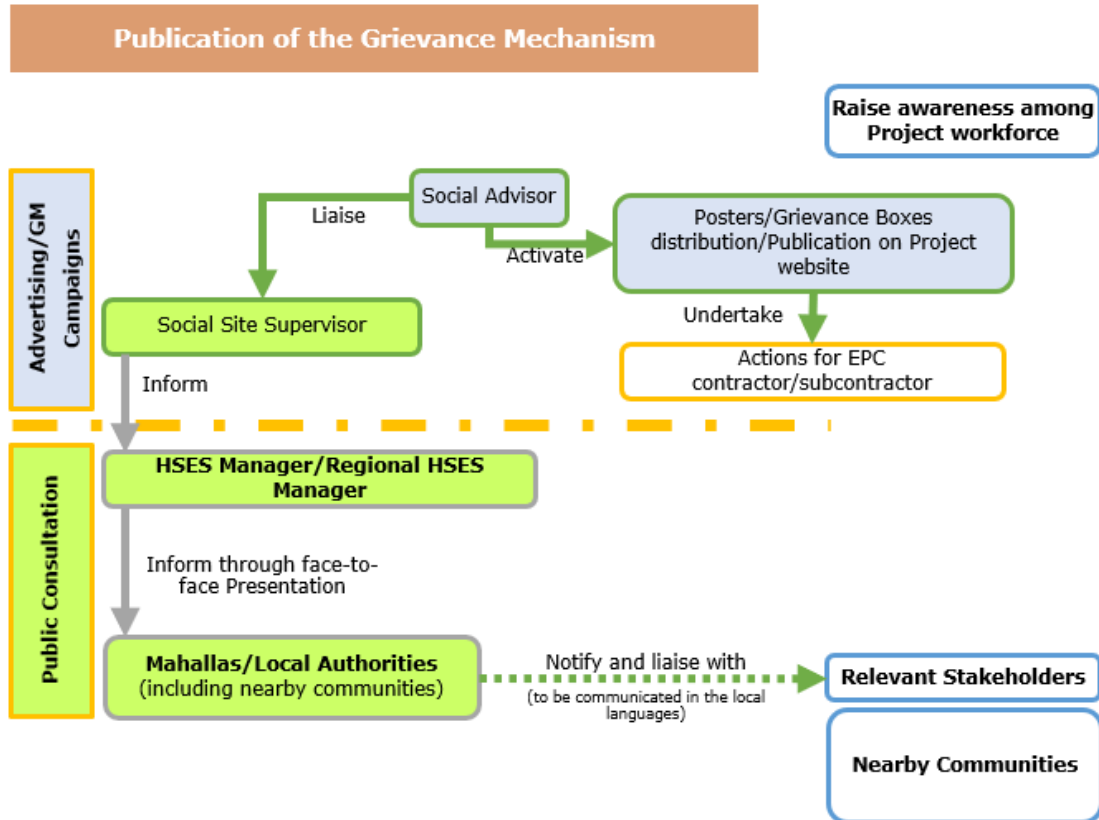 Publication of the Grievance Mechanism
Raise awareness among
Project workforce
Advertising/GM
Campaigns
Social Advisor
Liaise
Activate
Posters/Grievance Boxes
distribution/Publication on Project
website
Social Site Supervisor
Undertake
Actions for EPC
contractor/subcontractor
Inform
Public Consultation
HSES Manager/Regional HSES
Manager
Inform through face-to-
face Presentation
Mahallas/Local Authorities
(including nearby communities)
Notify and liaise with
(to be communicated in the local
languages)
Relevant Stakeholders
Nearby Communities